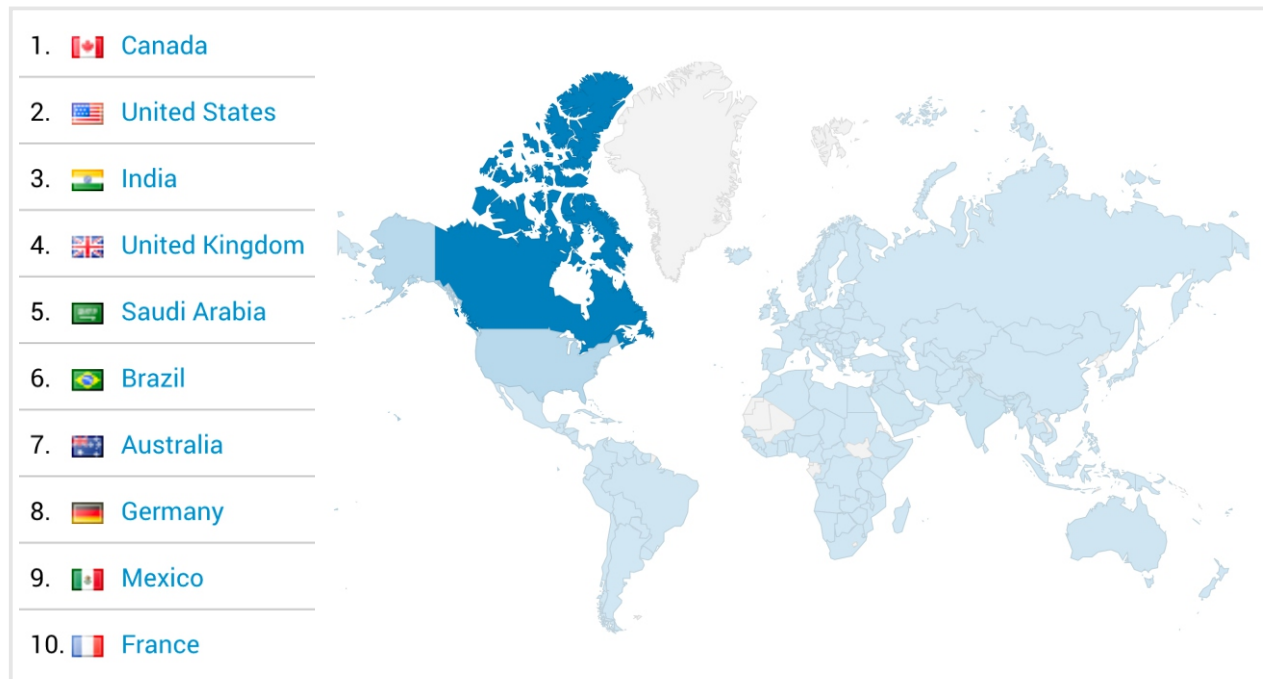 1. Canada
2. United States
3. India
4. United Kingdom
5. Saudi Arabia
6. Brazil
7. Australia
8. Germany
9. Mexico
10. France